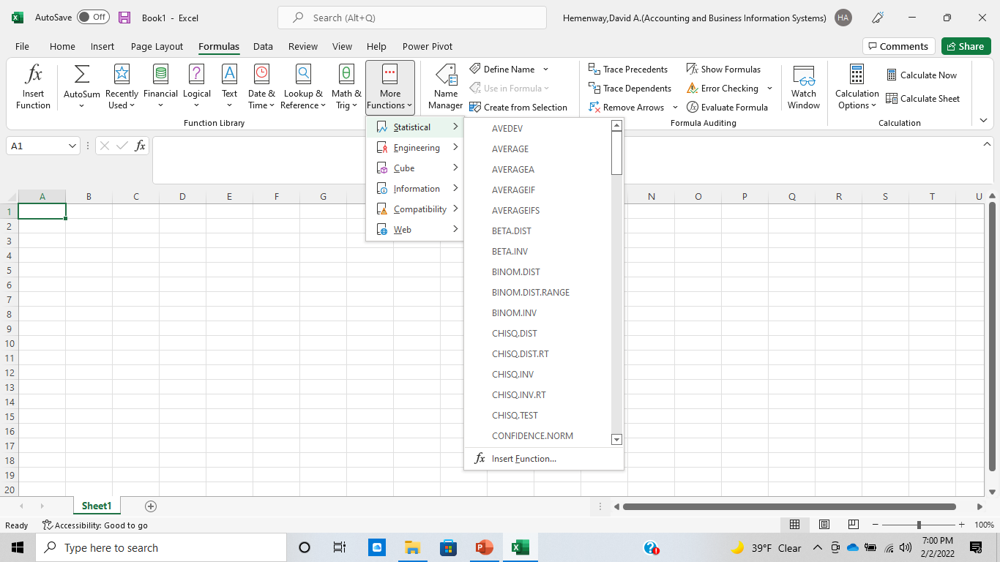 AutoSave Off Book1 - Excel Search (Alt+Q) Hemenway,David A.(Accounting and Business Information Systems) HA
File Home Insert Page Layout Formulas Data Review View Help Power Pivot Comments Share
fx Insert Function
AutoSum
Recently Used
Financial
Logical
Text
Date & Time
Lookup & Reference
Math & Trig
More Functions
Function Library
Name Manager
Define Name
Use in Formula
Create from Selection
Trace Precedents
Trace Dependents
Remove Arrows
Show Formulas
Error Checking
Evaluate Formula
Formula Auditing
Watch Window
Calculation Options
Calculate Now
Calculate Sheet
Calculation
A1 fx
Statistical
Engineering
Cube
Information
Compatibility
Web
AVEDEV
AVERAGE
AVERAGEA
AVERAGEIF
AVERAGEIFS
BETA.DIST
BETA.INV
BINOM.DIST
BINOM.DIST.RANGE
BINOM.INV
CHISQ.DIST
CHISQ.DIST.RT
CHISQ.INV
CHISQ.INV.RT
CHISQ.TEST
CONFIDENCE.NORM
fx Insert Function...
A B C D E F G N O P Q R S T U
1
2
3
4
5
6
7
8
9
10
11
12
13
14
15
16
17
18
19
20
Sheet1
Ready Accessibility: Good to go 100%
Type here to search 39°F Clear 7:00 PM
2/2/2022